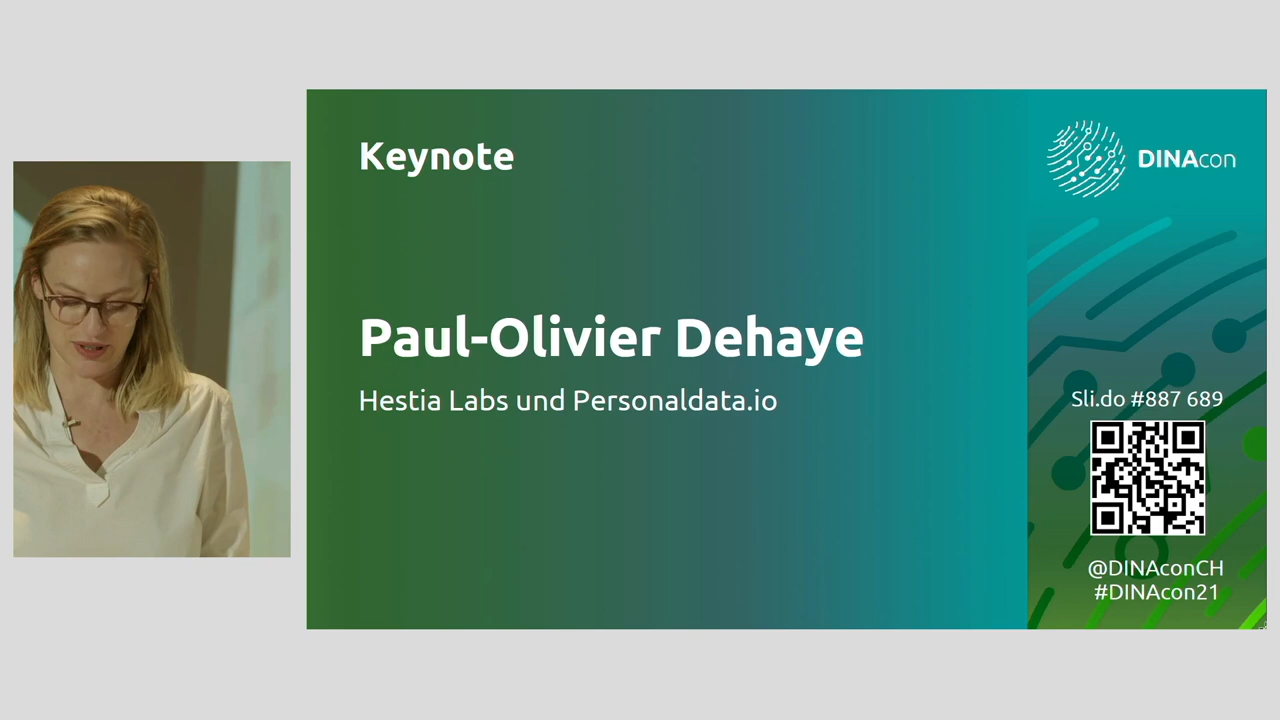 Keynote
DINAcon
Paul-Olivier Dehaye
Hestia Labs und Personaldata.io
Sli.do #887 689
@DINAconCH
#DINAcon21